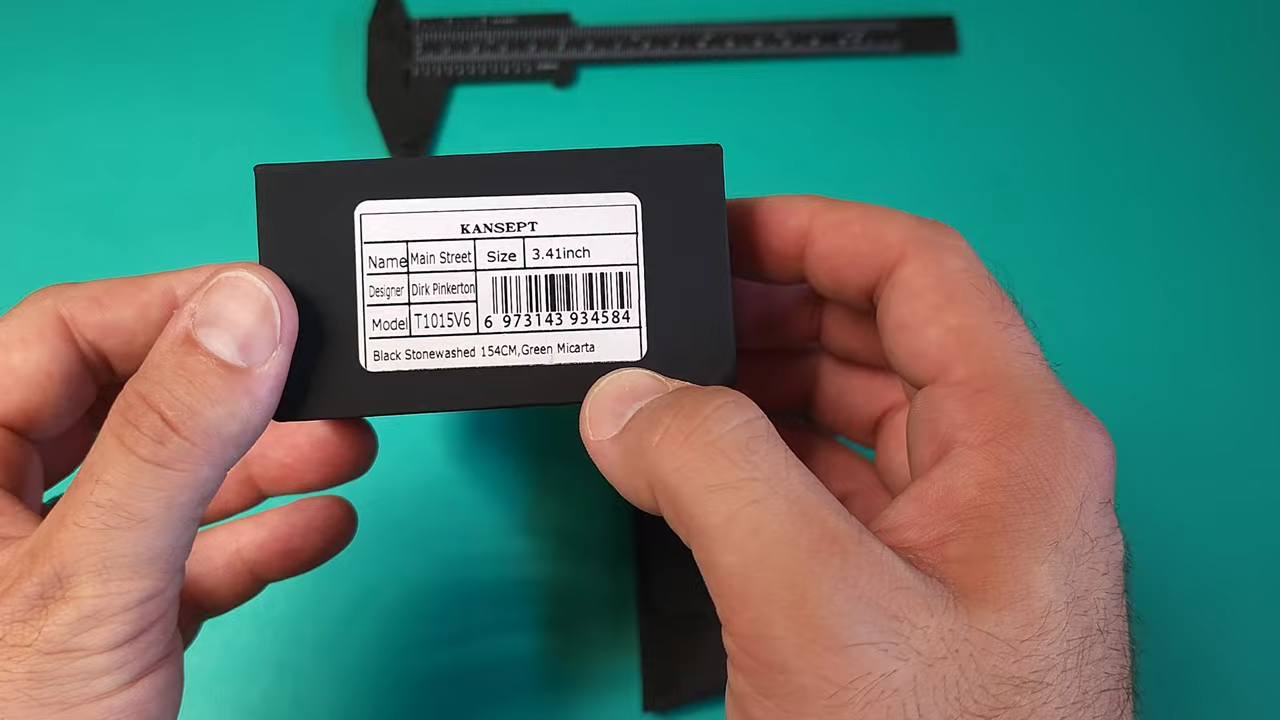 KANSEPT
Name Main Street Size 3.41inch
Designer Dirk Pinkerton
Model T1015V6 6 973143 934584
Black Stonewashed 154CM,Green Micarta